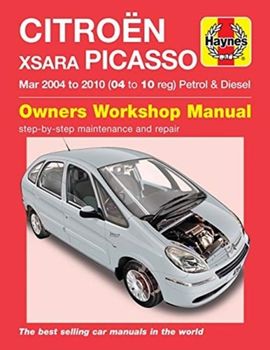 CITROËN
XSARA PICASSO
Haynes
Mar 2004 to 2010 (04 to 10 reg) Petrol & Diesel
Owners Workshop Manual
step-by-step maintenance and repair
The best selling car manuals in the world